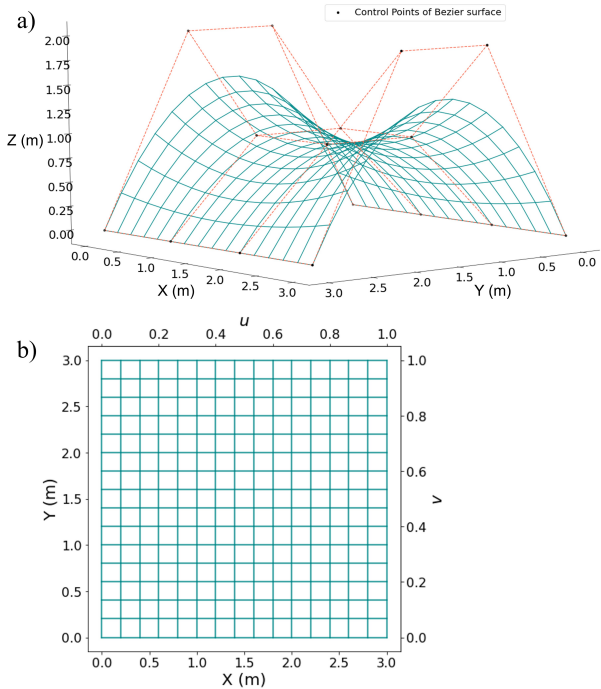 a)
Control Points of Bezier surface
2.00
1.75
1.50
1.25
Z (m) 1.00
0.75
0.50
0.25
0.00
0.0 0.5 1.0 1.5 2.0 2.5 3.0
X (m)
3.0 2.5 2.0 1.5 1.0 0.5 0.0
Y (m)
b)
u
0.0 0.2 0.4 0.6 0.8 1.0
3.0 2.5 2.0 1.5 1.0 0.5 0.0
Y (m)
1.0 0.8 0.6 0.4 0.2 0.0
v
0.0 0.5 1.0 1.5 2.0 2.5 3.0
X (m)